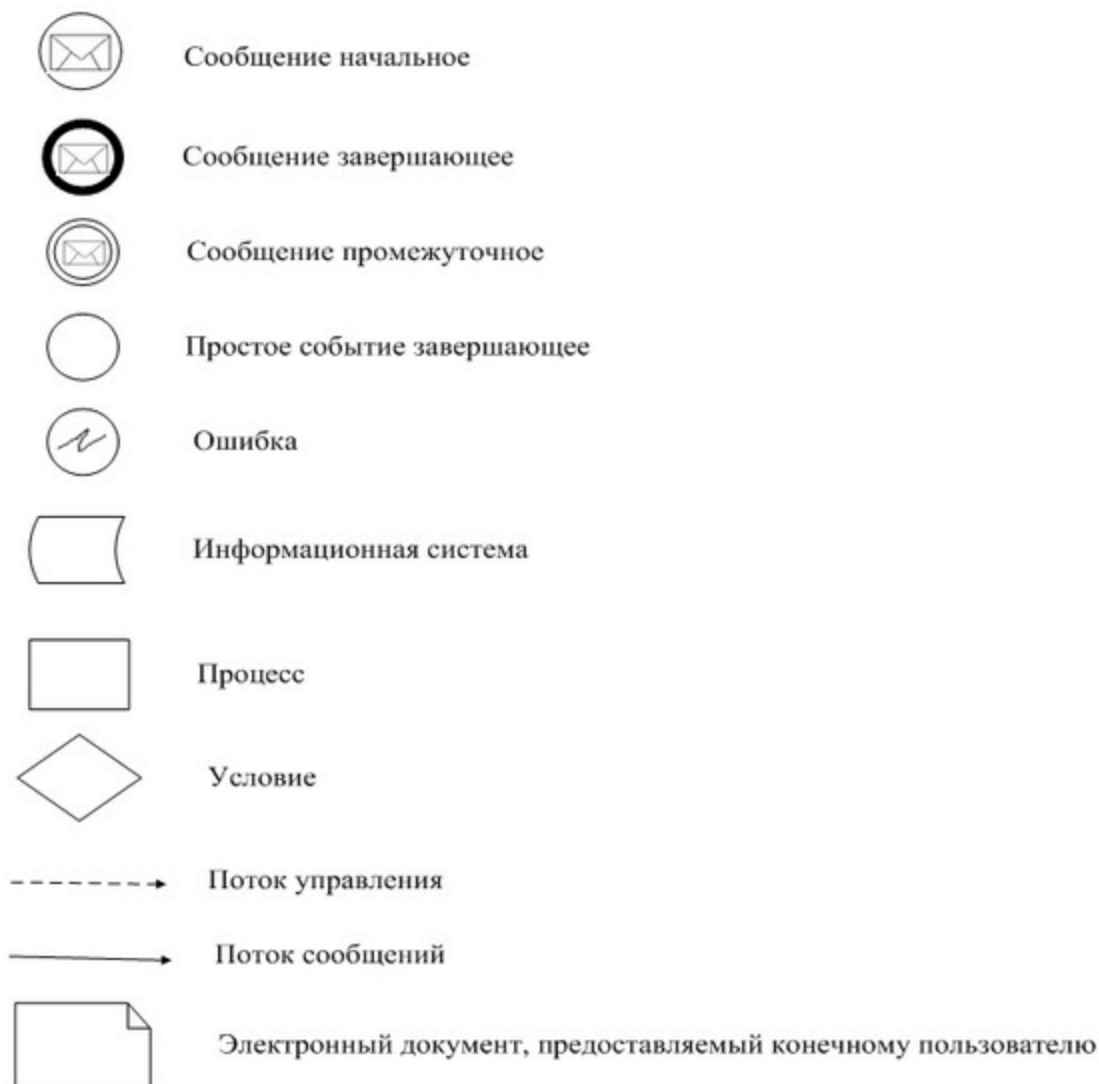 Сообщение начальное
Сообщение завершающее
Сообщение промежуточное
Простое событие завершающее
Ошибка
Информационная система
Процесс
Условие
Поток управления
Поток сообщений
Электронный документ, предоставляемый конечному пользователю